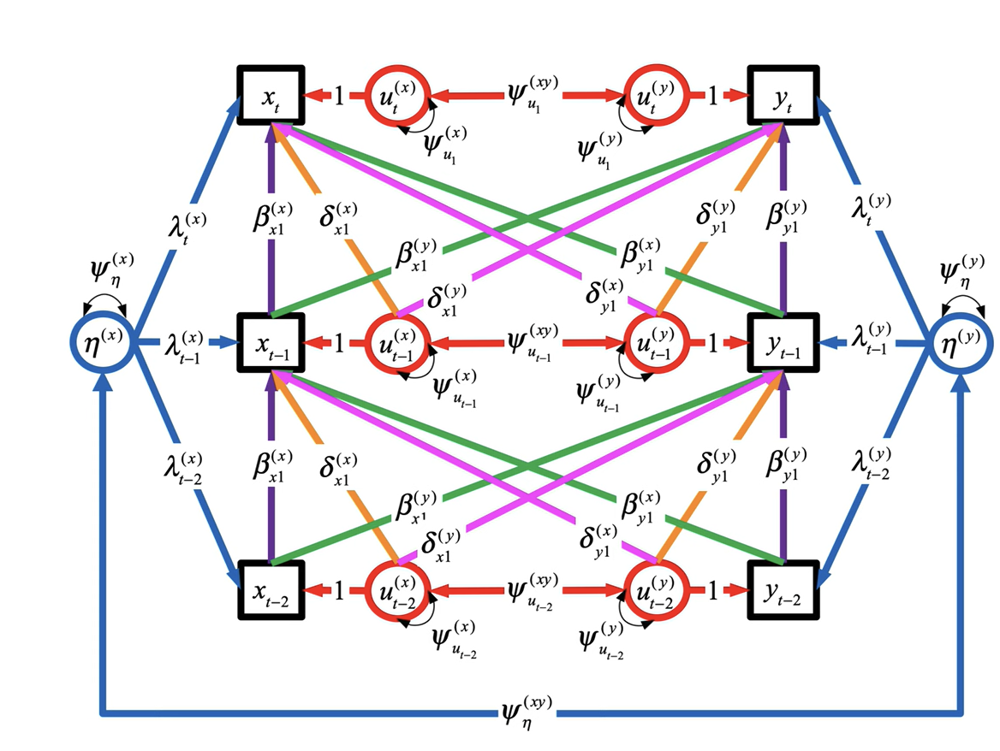 x_t 1 u_t^(x) ψ_{u_1}^(xy) u_t^(y) 1 y_t
ψ_{u_1}^(x) ψ_{u_1}^(y)
λ_t^(x) β_{x1}^(x) δ_{x1}^(x) δ_{y1}^(y) β_{y1}^(y) λ_t^(y)
β_{x1}^(y) β_{y1}^(x)
ψ_η^(x) ψ_η^(y)
δ_{x1}^(y) δ_{y1}^(x)
η^(x) λ_{t-1}^(x) x_{t-1} 1 u_{t-1}^(x) ψ_{u_{t-1}}^(xy) u_{t-1}^(y) 1 y_{t-1} λ_{t-1}^(y) η^(y)
ψ_{u_{t-1}}^(x) ψ_{u_{t-1}}^(y)
λ_{t-2}^(x) β_{x1}^(x) δ_{x1}^(x) δ_{y1}^(y) β_{y1}^(y) λ_{t-2}^(y)
β_{x1}^(y) β_{y1}^(x)
δ_{x1}^(y) δ_{y1}^(x)
x_{t-2} 1 u_{t-2}^(x) ψ_{u_{t-2}}^(xy) u_{t-2}^(y) 1 y_{t-2}
ψ_{u_{t-2}}^(x) ψ_{u_{t-2}}^(y)
ψ_η^(xy)